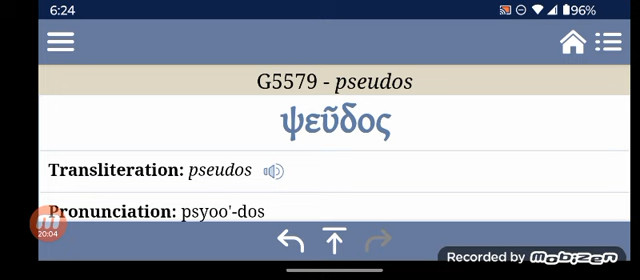 6:24
96%
G5579 - pseudos
ψεῦδος
Transliteration: pseudos
Pronunciation: psyoo'-dos
20:04
Recorded by Mobizen